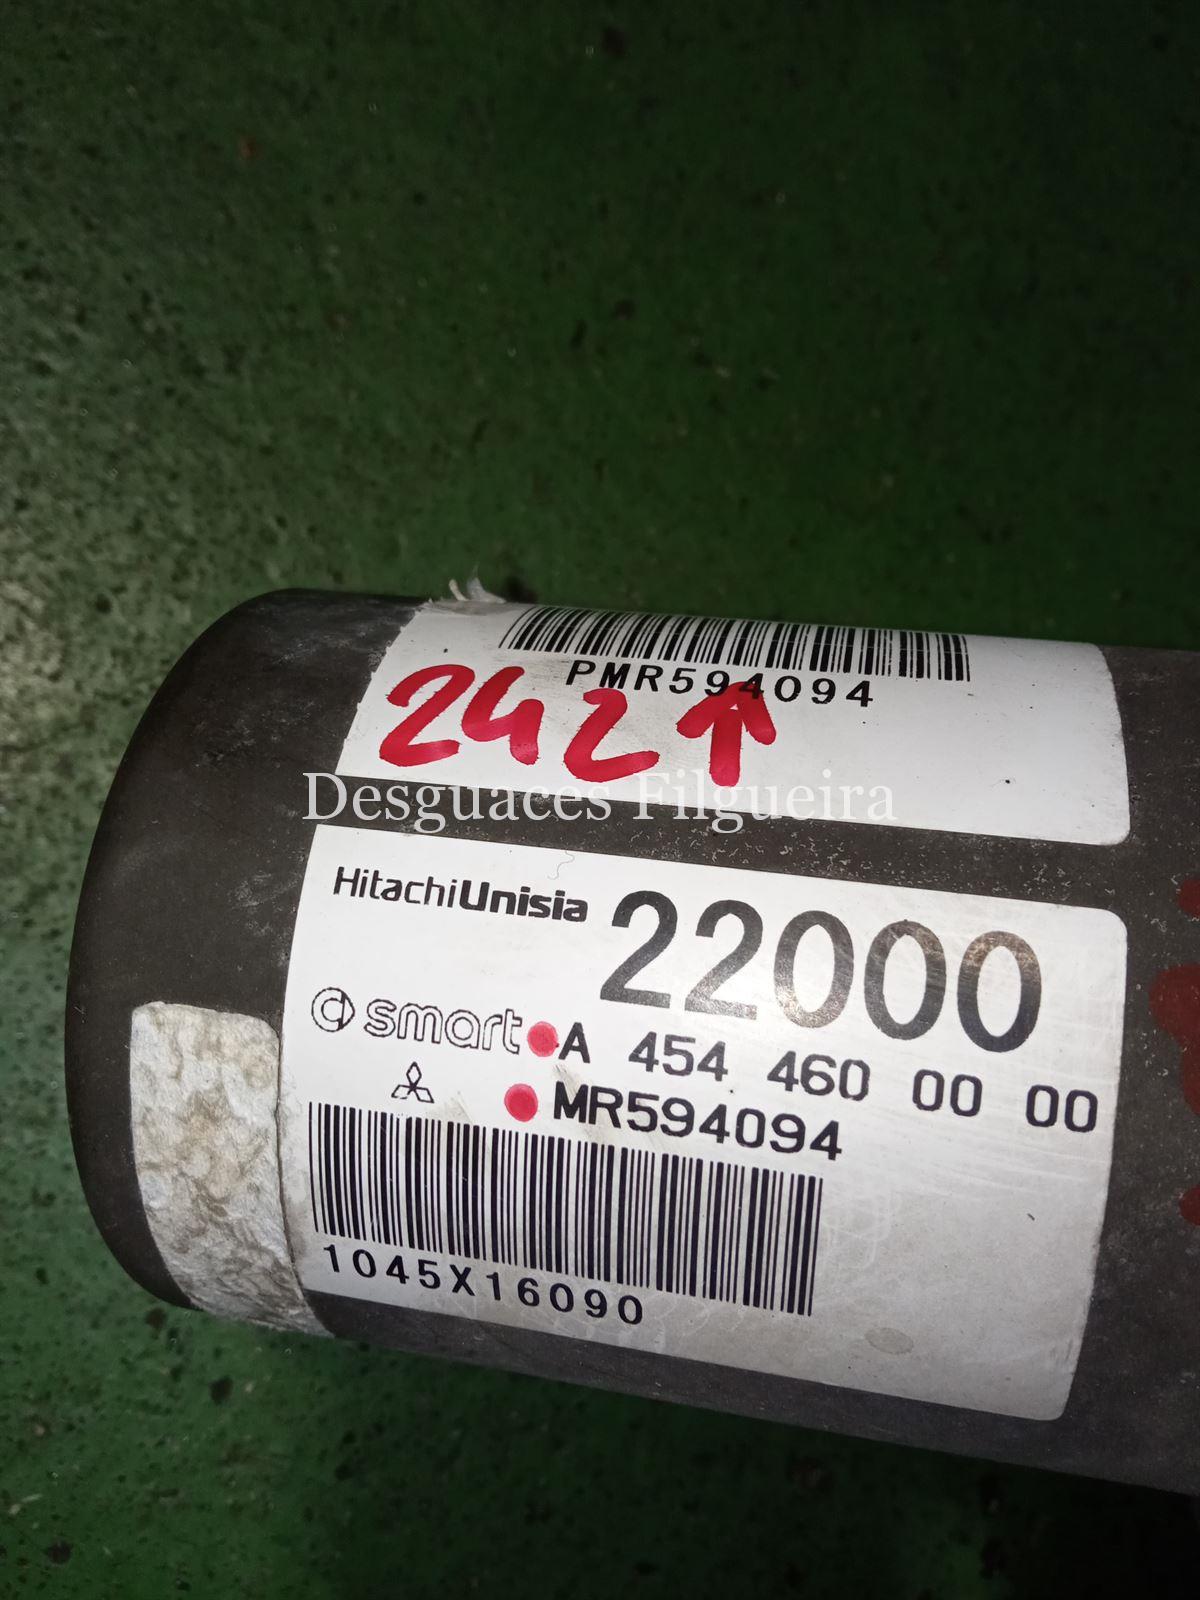 PMR594094
242↑
Desguaces Filgueira
HitachiUnisia 22000
smart A 454 460 00 00
MR594094
1045X16090